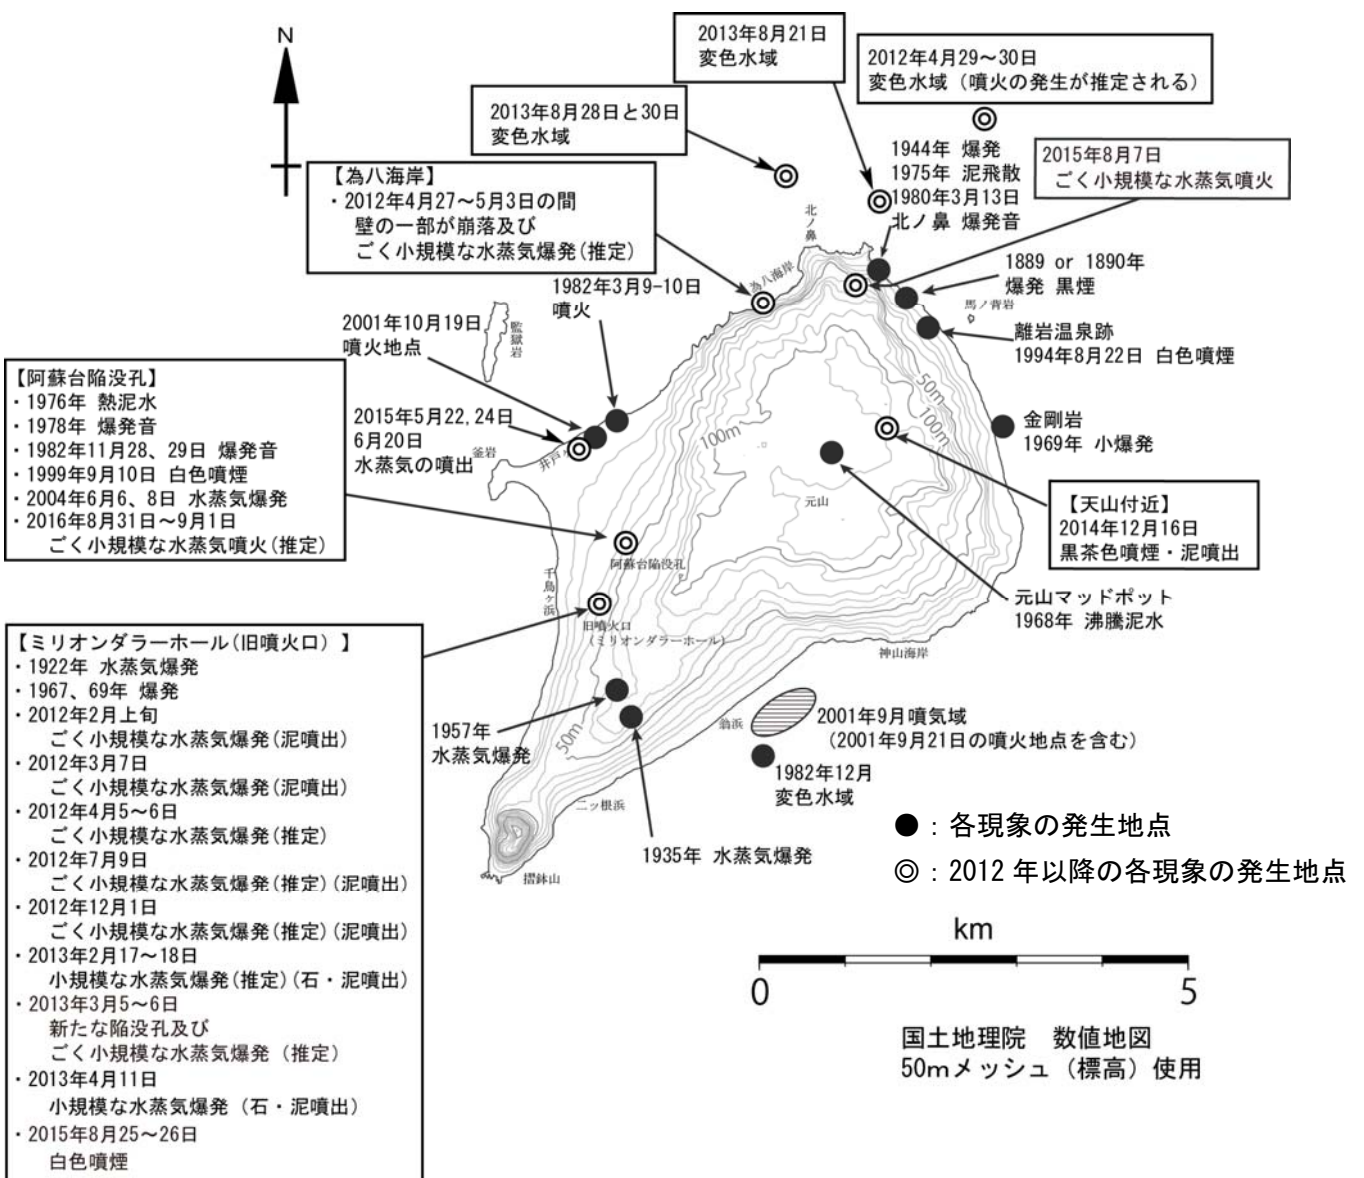 N
2013年8月21日
変色水域
2012年4月29～30日
変色水域（噴火の発生が推定される）
2013年8月28日と30日
変色水域
1944年 爆発
1975年 泥飛散
1980年3月13日
北ノ鼻 爆発音
2015年8月7日
ごく小規模な水蒸気噴火
【為八海岸】
・2012年4月27～5月3日の間
壁の一部が崩落及び
ごく小規模な水蒸気爆発(推定)
北ノ鼻
為八海岸
1889 or 1890年
爆発 黒煙
馬ノ背岩
離岩温泉跡
1994年8月22日 白色噴煙
1982年3月9-10日
噴火
2001年10月19日
噴火地点
監獄岩
【阿蘇台陥没孔】
・1976年 熱泥水
・1978年 爆発音
・1982年11月28、29日 爆発音
・1999年9月10日 白色噴煙
・2004年6月6、8日 水蒸気爆発
・2016年8月31日～9月1日
ごく小規模な水蒸気噴火(推定)
2015年5月22,24日
6月20日
水蒸気の噴出
釜岩
井戸ヶ
50m
100m
100m
金剛岩
1969年 小爆発
元山
【天山付近】
2014年12月16日
黒茶色噴煙・泥噴出
阿蘇台陥没孔
千鳥ヶ浜
元山マッドポット
1968年 沸騰泥水
旧噴火口
（ミリオンダラーホール）
神山海岸
【ミリオンダラーホール(旧噴火口) 】
・1922年 水蒸気爆発
・1967、69年 爆発
・2012年2月上旬
ごく小規模な水蒸気爆発(泥噴出)
・2012年3月7日
ごく小規模な水蒸気爆発(泥噴出)
・2012年4月5～6日
ごく小規模な水蒸気爆発(推定)
・2012年7月9日
ごく小規模な水蒸気爆発(推定)(泥噴出)
・2012年12月1日
ごく小規模な水蒸気爆発(推定)(泥噴出)
・2013年2月17～18日
小規模な水蒸気爆発(推定)(石・泥噴出)
・2013年3月5～6日
新たな陥没孔及び
ごく小規模な水蒸気爆発（推定）
・2013年4月11日
小規模な水蒸気爆発（石・泥噴出）
・2015年8月25～26日
白色噴煙
1957年
水蒸気爆発
50m
翁浜
2001年9月噴気域
（2001年9月21日の噴火地点を含む）
1982年12月
変色水域
二ッ根浜
1935年 水蒸気爆発
摺鉢山
●：各現象の発生地点
◎：2012 年以降の各現象の発生地点
km
0 5
国土地理院 数値地図
50mメッシュ（標高）使用